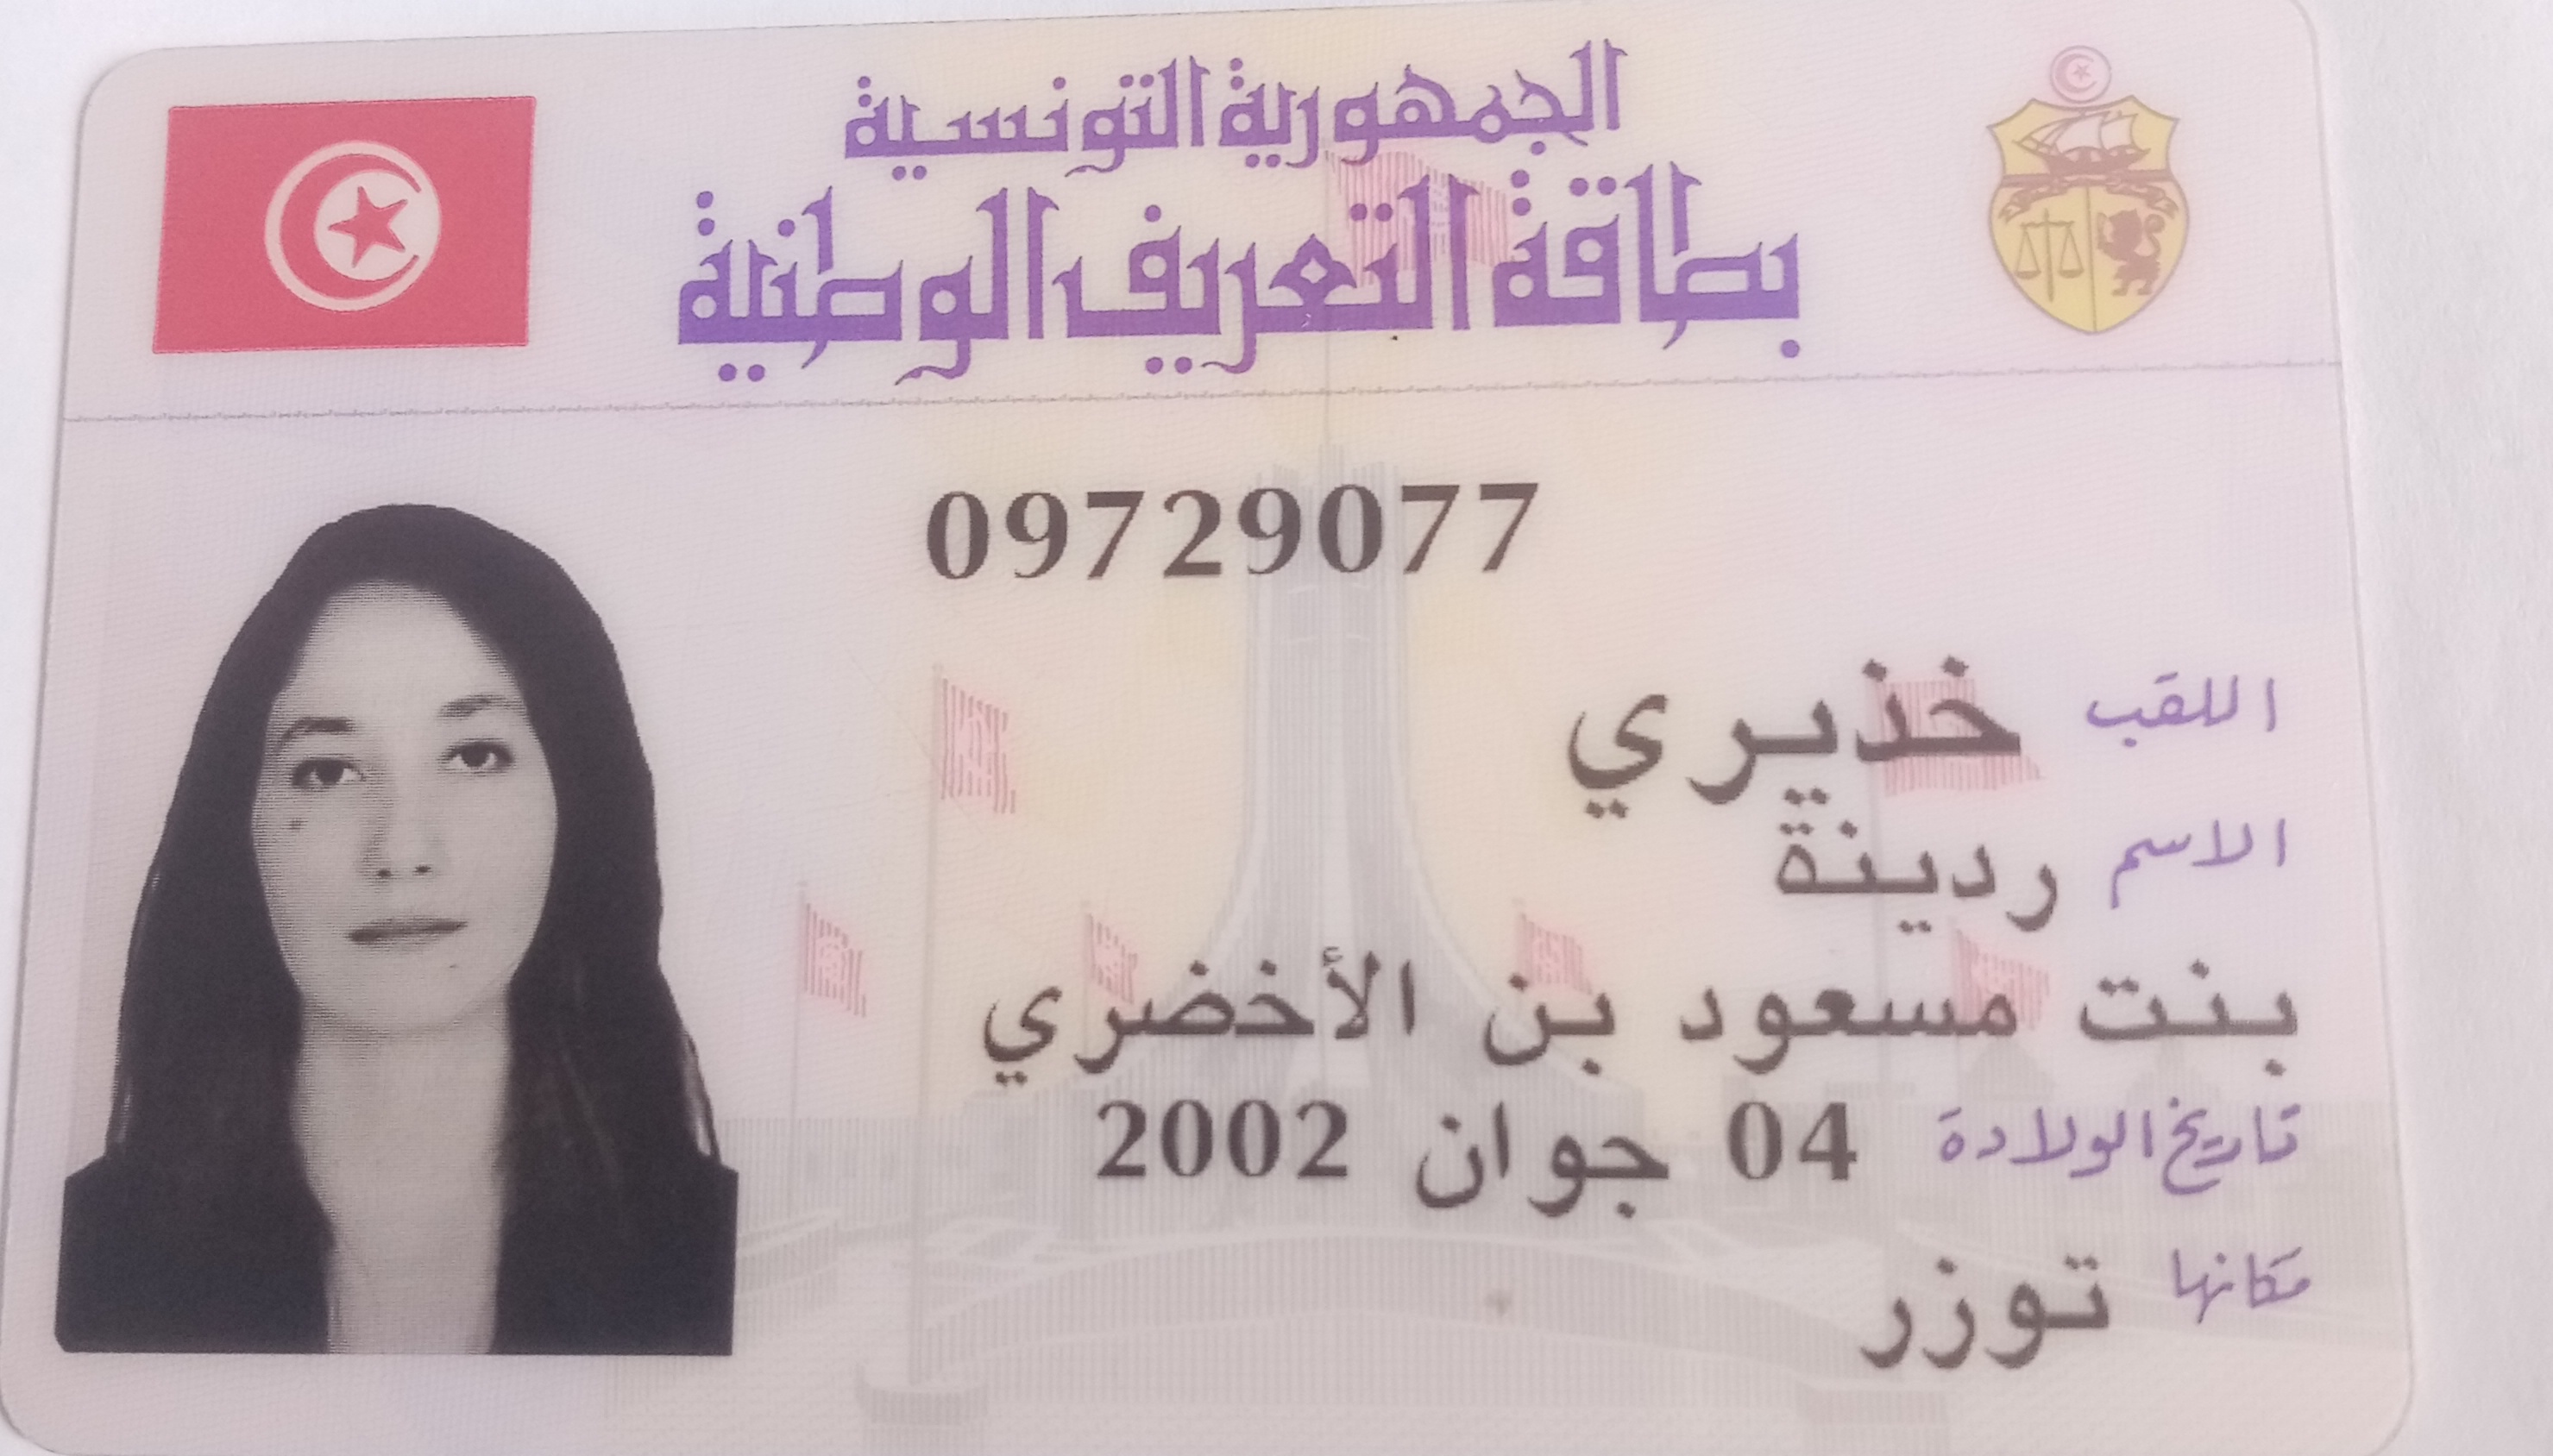 الجمهورية التونسية
بطاقة التعريف الوطنية
09729077
اللقب خذيري
الاسم ردينة
بنت مسعود بن الأخضري
تاريخ الولادة 04 جوان 2002
مكانها توزر